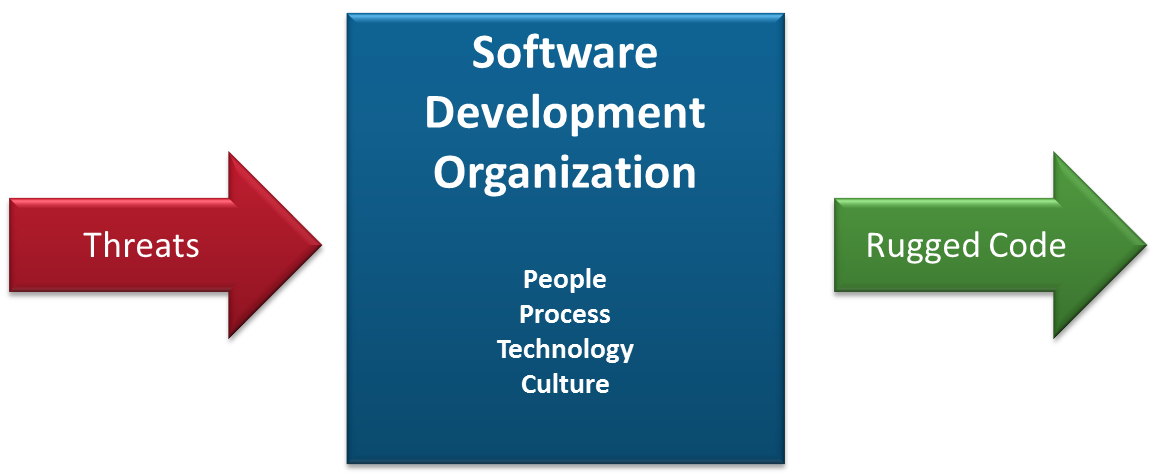 Threats
Software
Development
Organization
People
Process
Technology
Culture
Rugged Code